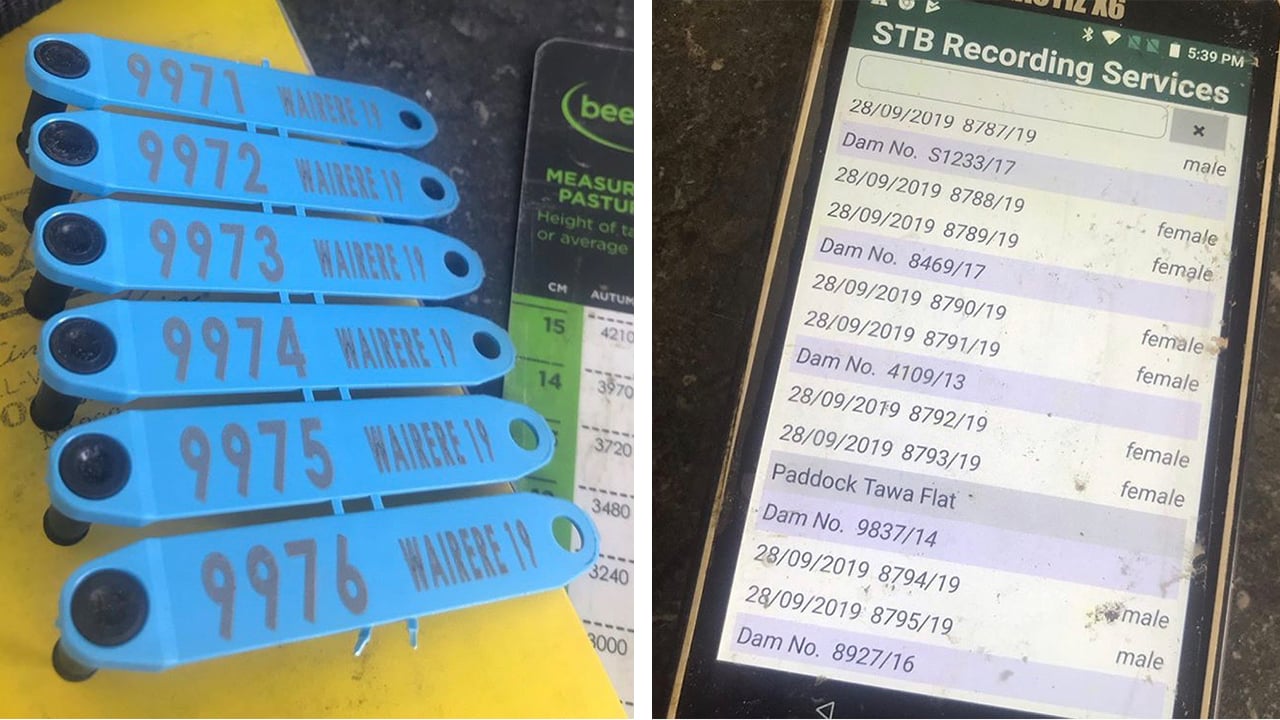 9971 WAIRERE 19
9972 WAIRERE 19
9973 WAIRERE 19
9974 WAIRERE 19
9975 WAIRERE 19
9976 WAIRERE 19
bee
MEASUR
PASTU
Height of ta
or average
CM AUTUM
15 4210
14 3970
3720
3480
3240
3000
X6
5:39 PM
STB Recording Services
28/09/2019 8787/19
male
Dam No. S1233/17
28/09/2019 8788/19
female
28/09/2019 8789/19
female
Dam No. 8469/17
28/09/2019 8790/19
female
28/09/2019 8791/19
female
Dam No. 4109/13
28/09/2019 8792/19
female
28/09/2019 8793/19
female
Paddock Tawa Flat
Dam No. 9837/14
28/09/2019 8794/19
male
28/09/2019 8795/19
male
Dam No. 8927/16